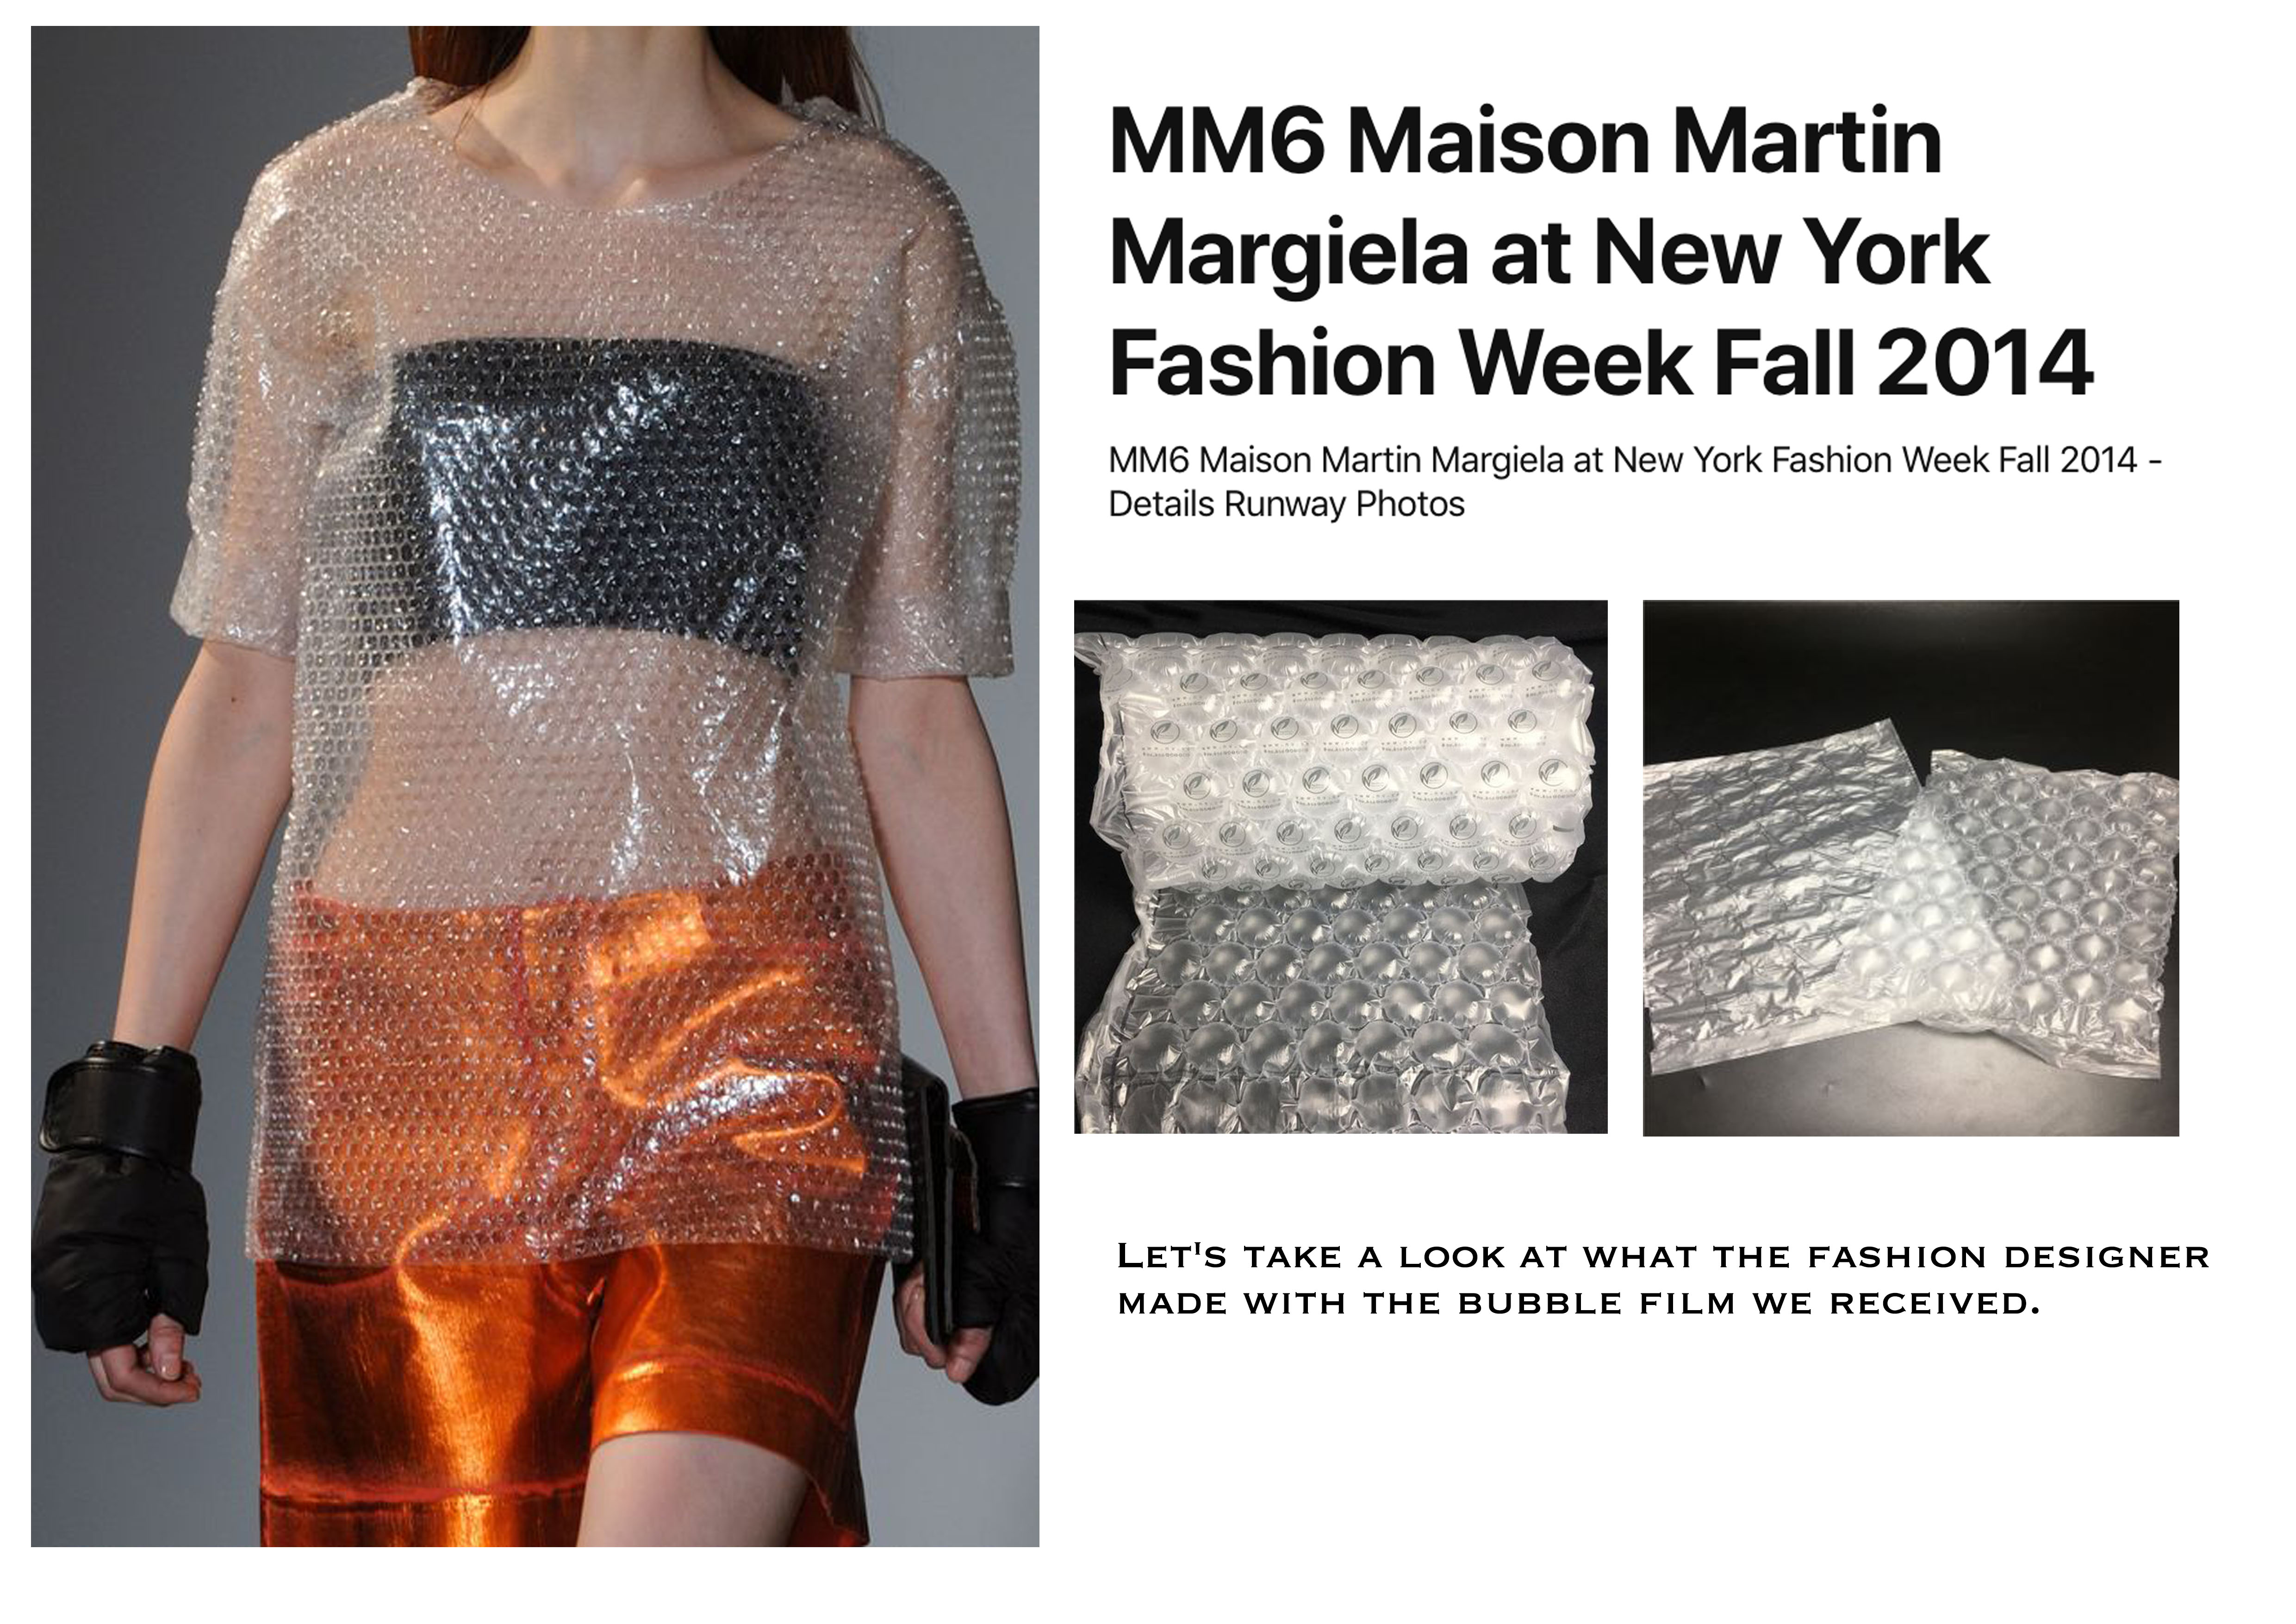 MM6 Maison Martin
Margiela at New York
Fashion Week Fall 2014
MM6 Maison Martin Margiela at New York Fashion Week Fall 2014 -
Details Runway Photos
Let's take a look at what the fashion designer
made with the bubble film we received.